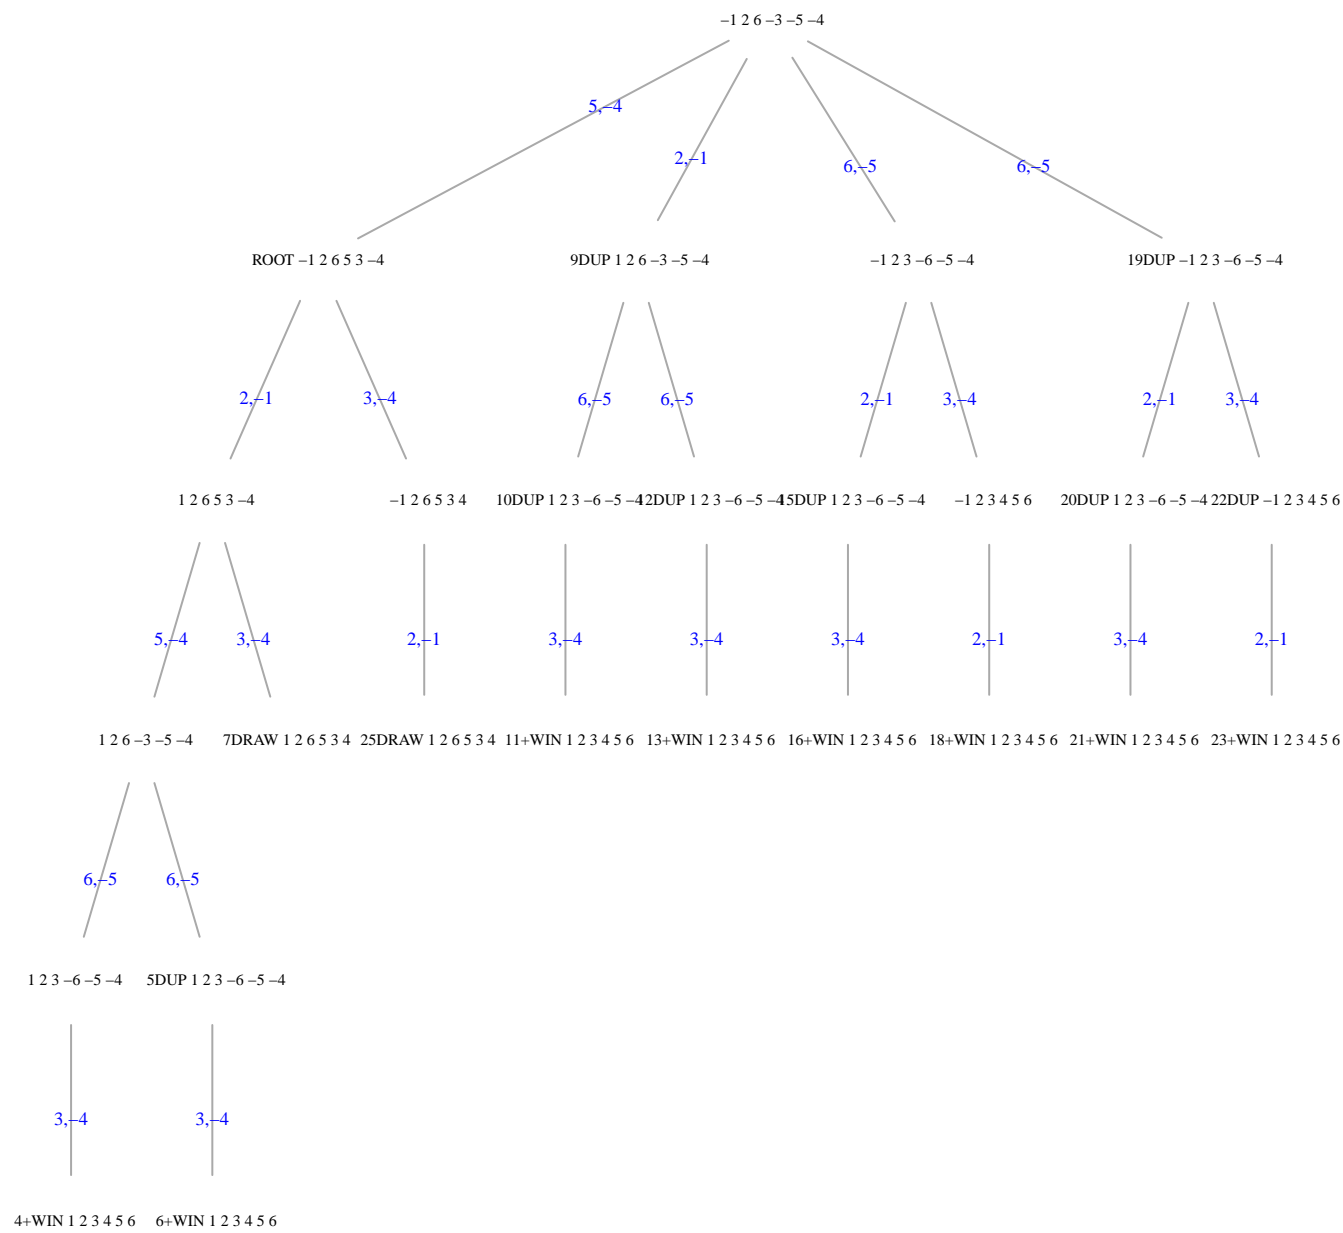 –1 2 6 –3 –5 –4
5,–4
2,–1
6,–5
6,–5
ROOT –1 2 6 5 3 –4
9DUP 1 2 6 –3 –5 –4
–1 2 3 –6 –5 –4
19DUP –1 2 3 –6 –5 –4
2,–1
3,–4
6,–5
6,–5
2,–1
3,–4
2,–1
3,–4
1 2 6 5 3 –4
–1 2 6 5 3 4
10DUP 1 2 3 –6 –5 –4
12DUP 1 2 3 –6 –5 –4
15DUP 1 2 3 –6 –5 –4
–1 2 3 4 5 6
20DUP 1 2 3 –6 –5 –4
22DUP –1 2 3 4 5 6
5,–4
3,–4
2,–1
3,–4
3,–4
3,–4
2,–1
3,–4
2,–1
1 2 6 –3 –5 –4
7DRAW 1 2 6 5 3 4
25DRAW 1 2 6 5 3 4
11+WIN 1 2 3 4 5 6
13+WIN 1 2 3 4 5 6
16+WIN 1 2 3 4 5 6
18+WIN 1 2 3 4 5 6
21+WIN 1 2 3 4 5 6
23+WIN 1 2 3 4 5 6
6,–5
6,–5
1 2 3 –6 –5 –4
5DUP 1 2 3 –6 –5 –4
3,–4
3,–4
4+WIN 1 2 3 4 5 6
6+WIN 1 2 3 4 5 6